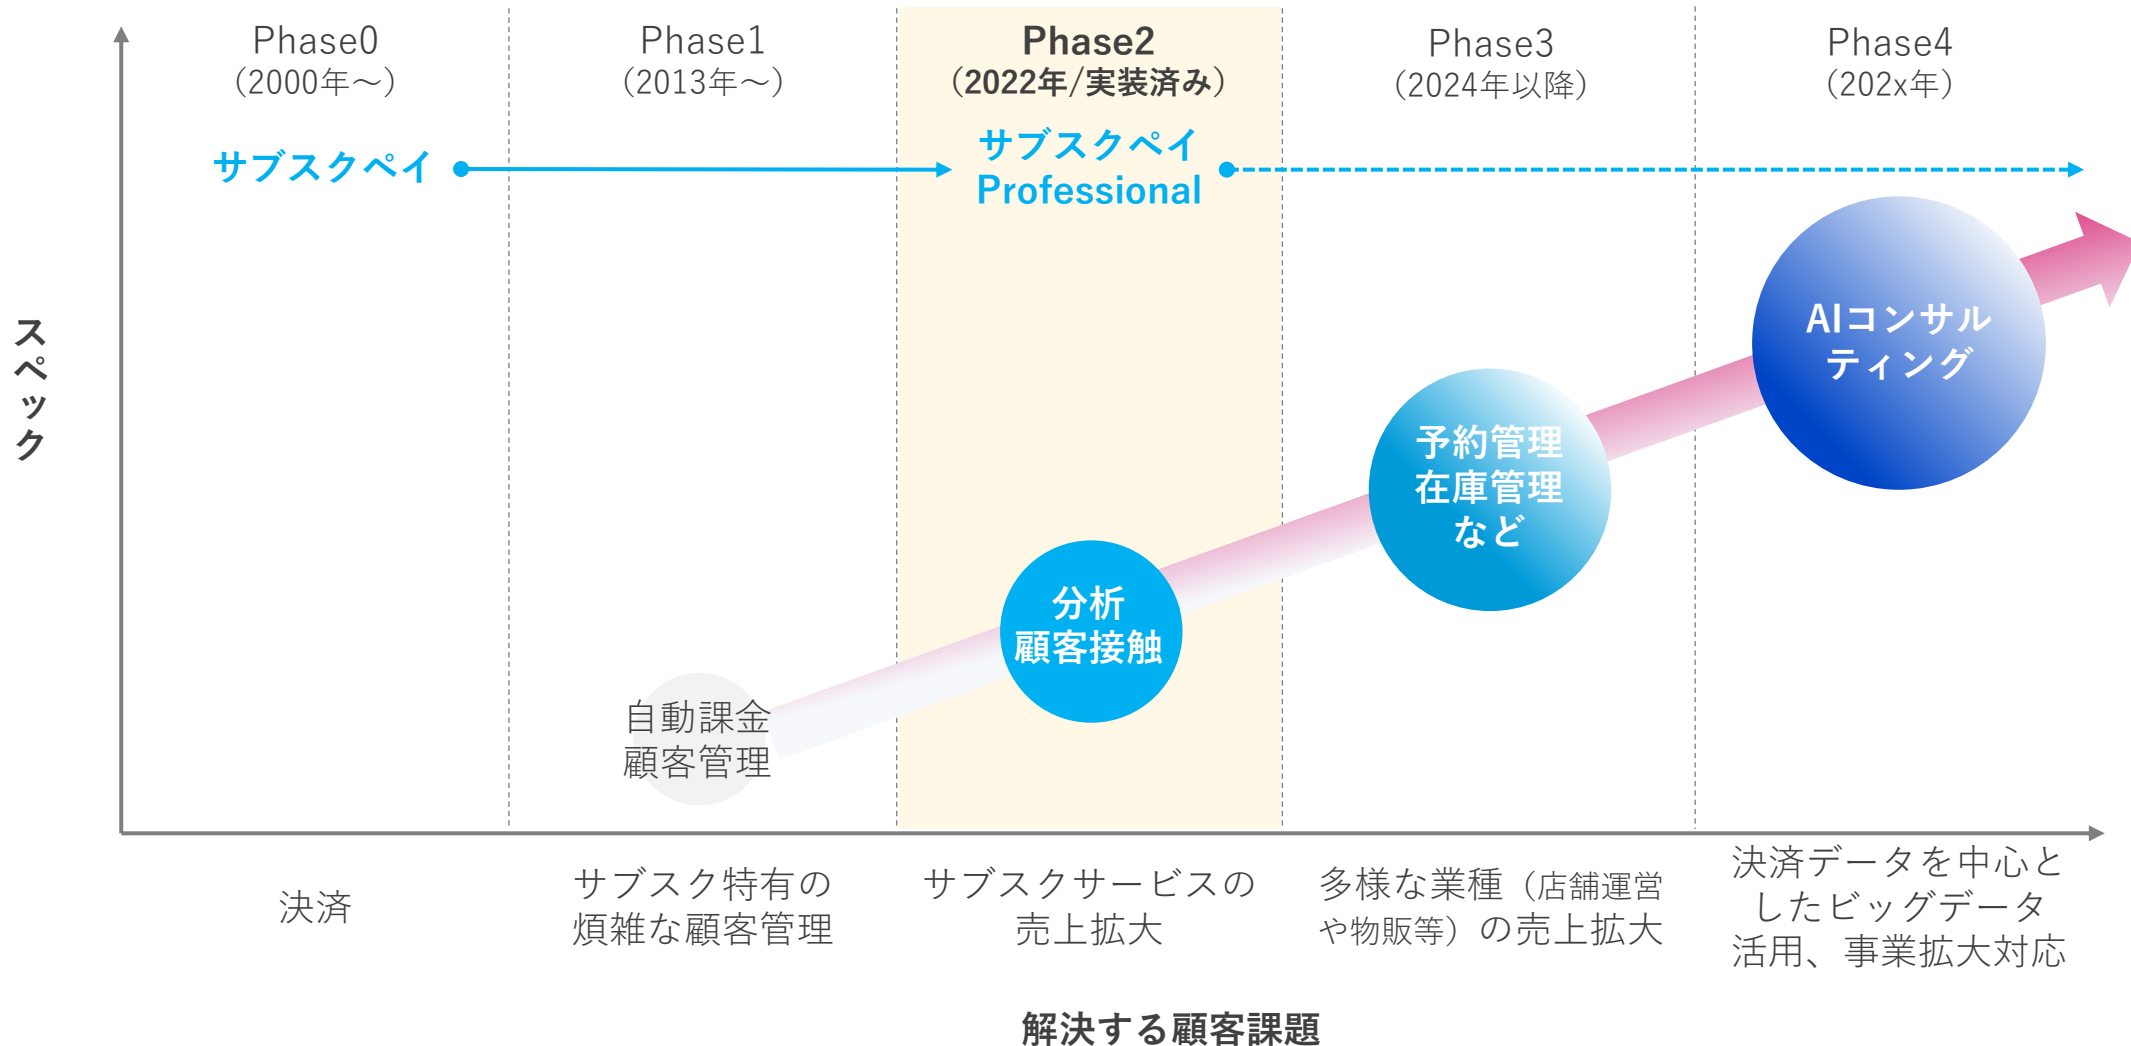 Phase0
（2000年～）
Phase1
（2013年～）
Phase2
（2022年/実装済み）
Phase3
（2024年以降）
Phase4
（202x年）
サブスクペイ
サブスクペイ
Professional
スペック
自動課金
顧客管理
分析
顧客接触
予約管理
在庫管理
など
AIコンサル
ティング
決済
サブスク特有の
煩雑な顧客管理
サブスクサービスの
売上拡大
多様な業種（店舗運営
や物販等）の売上拡大
決済データを中心と
したビッグデータ
活用、事業拡大対応
解決する顧客課題